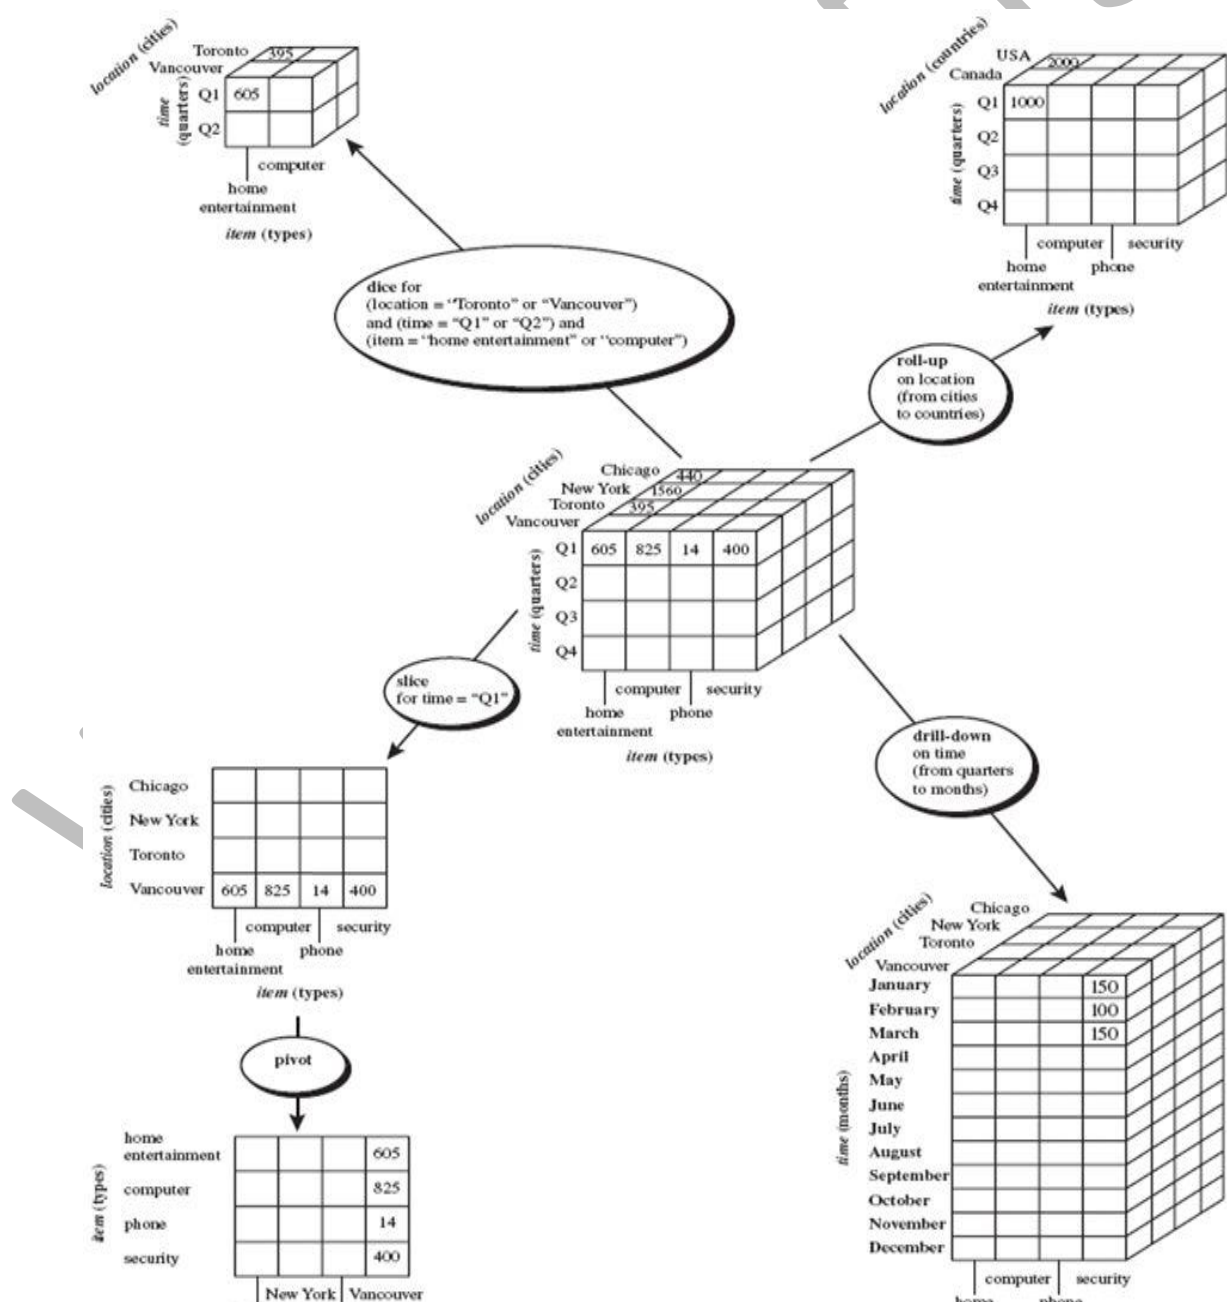 location (cities)
Toronto 395
Vancouver
time
(quarters)
Q1 605
Q2
computer
home
entertainment
item (types)
location (countries)
USA 2000
Canada
time (quarters)
Q1 1000
Q2
Q3
Q4
computer security
home phone
entertainment
item (types)
dice for
(location = "Toronto" or "Vancouver")
and (time = "Q1" or "Q2") and
(item = "home entertainment" or "computer")
roll-up
on location
(from cities
to countries)
location (cities)
Chicago 440
New York 1560
Toronto 395
Vancouver
time (quarters)
Q1 605 825 14 400
Q2
Q3
Q4
computer security
home phone
entertainment
item (types)
slice
for time = "Q1"
drill-down
on time
(from quarters
to months)
location (cities)
Chicago
New York
Toronto
Vancouver 605 825 14 400
computer security
home phone
entertainment
item (types)
pivot
item (types)
home
entertainment 605
computer 825
phone 14
security 400
New York Vancouver
location (cities)
Chicago
New York
Toronto
Vancouver
time (months)
January 150
February 100
March 150
April
May
June
July
August
September
October
November
December
computer security